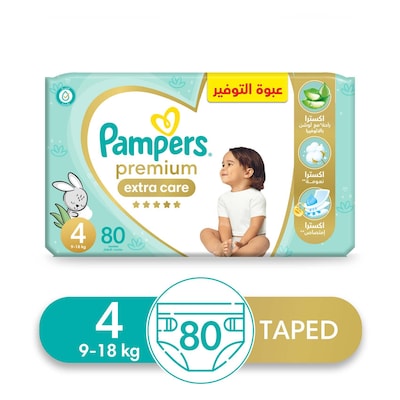 عبوة التوفير
Pampers
premium
extra care
4
9-18 kg
80
اكسترا
اكسترا
اكسترا
4
9-18 kg
80
TAPED